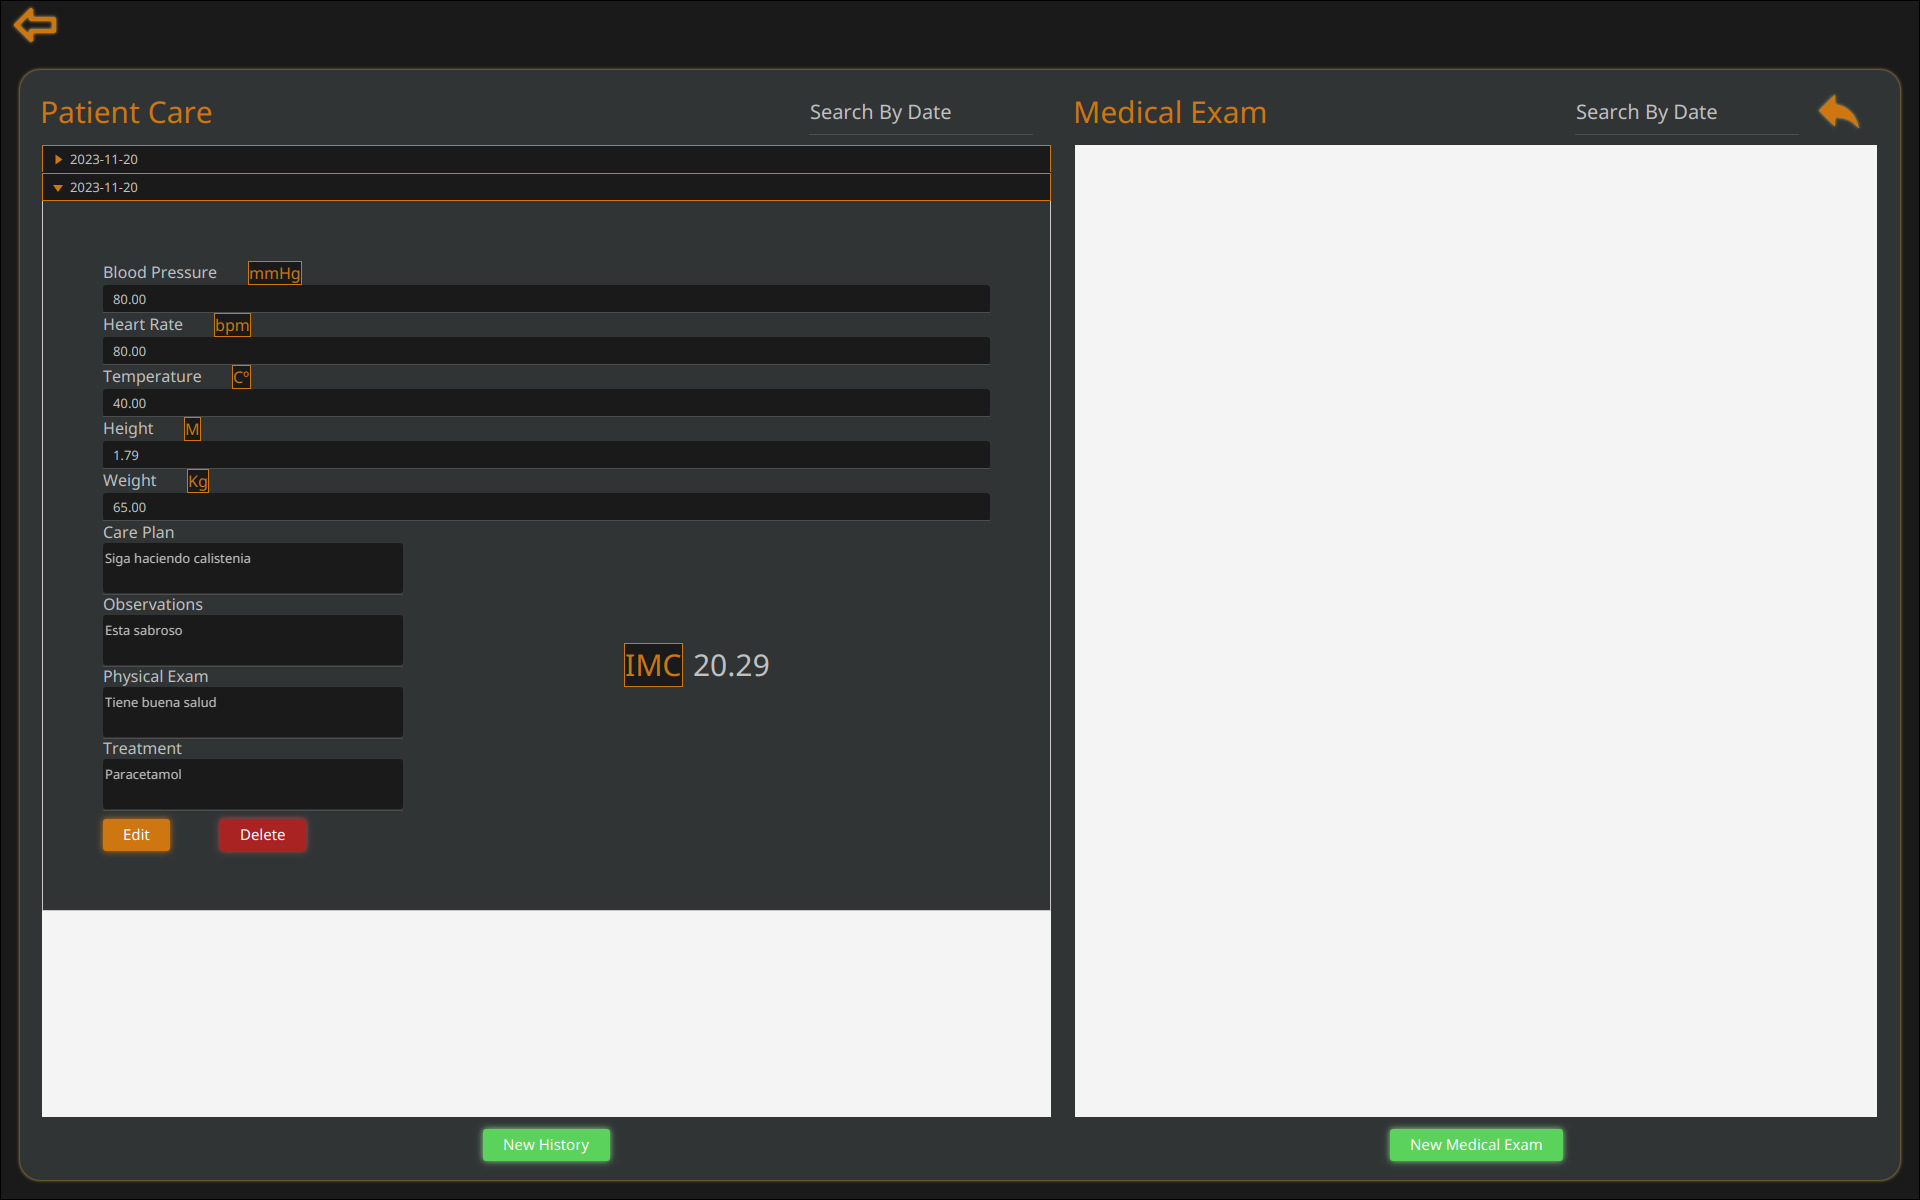 Patient Care
Search By Date
2023-11-20
2023-11-20
Blood Pressure mmHg
80.00
Heart Rate bpm
80.00
Temperature Cº
40.00
Height M
1.79
Weight Kg
65.00
Care Plan
Siga haciendo calistenia
Observations
Esta sabroso
Physical Exam
Tiene buena salud
Treatment
Paracetamol
IMC 20.29
Edit Delete
New History
Medical Exam
Search By Date
New Medical Exam